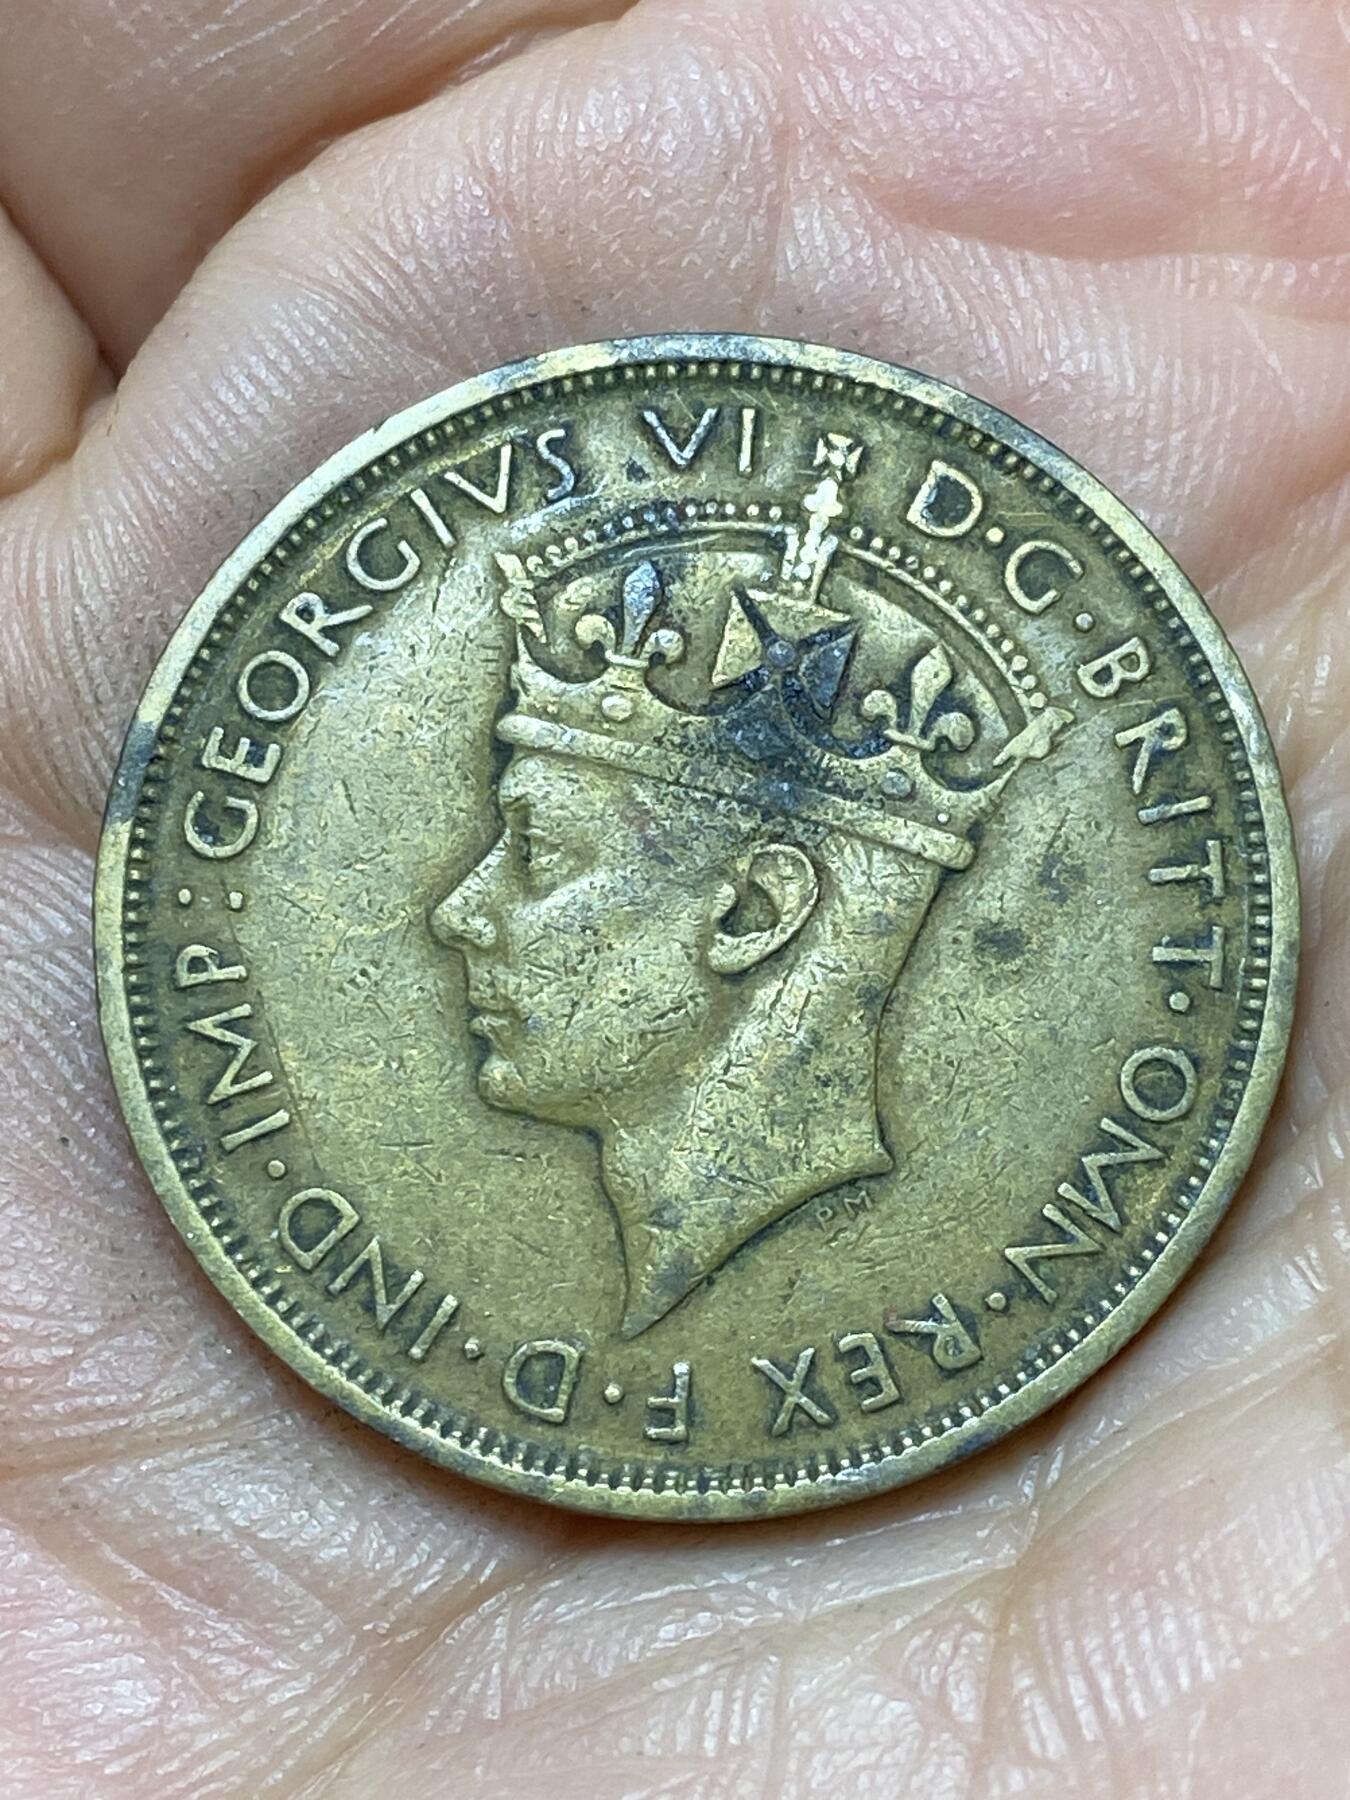 GEORGIVS VI D·G·BRITT·OMN·REX F·D·IND·IMP:
PM